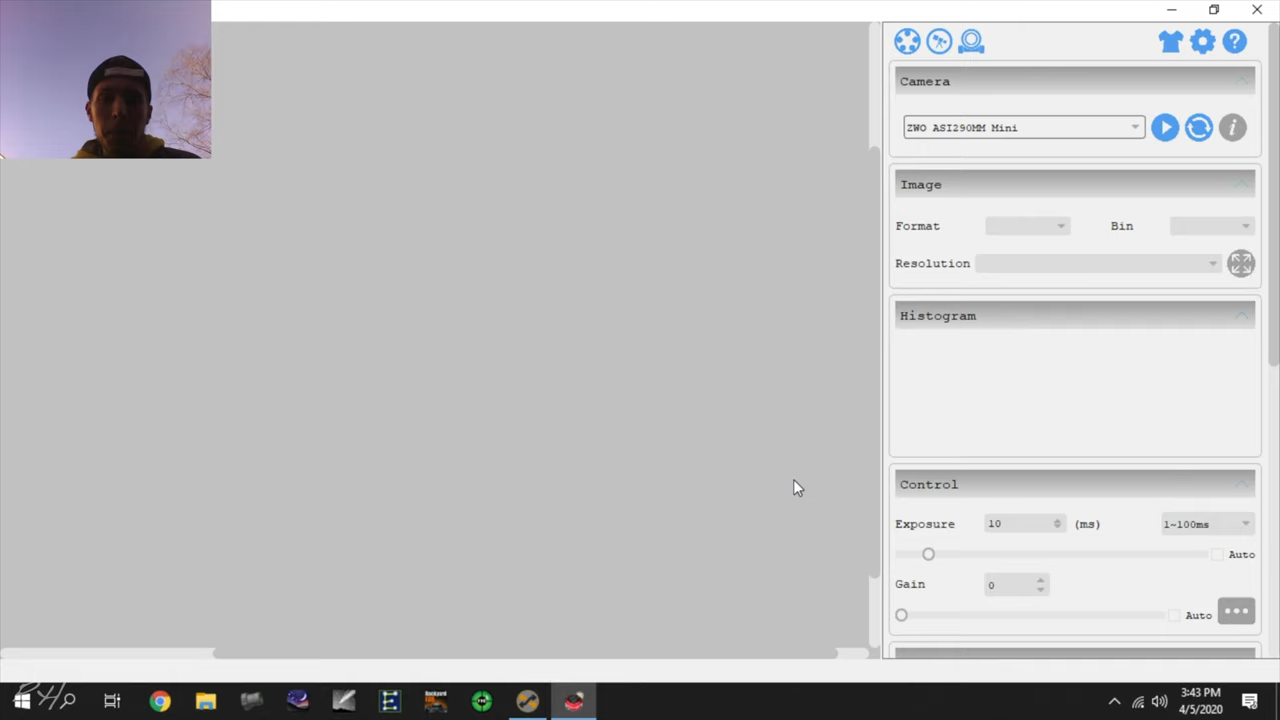 Camera
ZWO ASI290MM Mini
Image
Format
Bin
Resolution
Histogram
Control
Exposure 10 (ms) 1~100ms
Auto
Gain 0
Auto
3:43 PM
4/5/2020